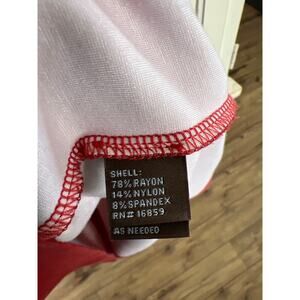 SHELL:
78% RAYON
14% NYLON
8% SPANDEX
RN# 16859
AS NEEDED